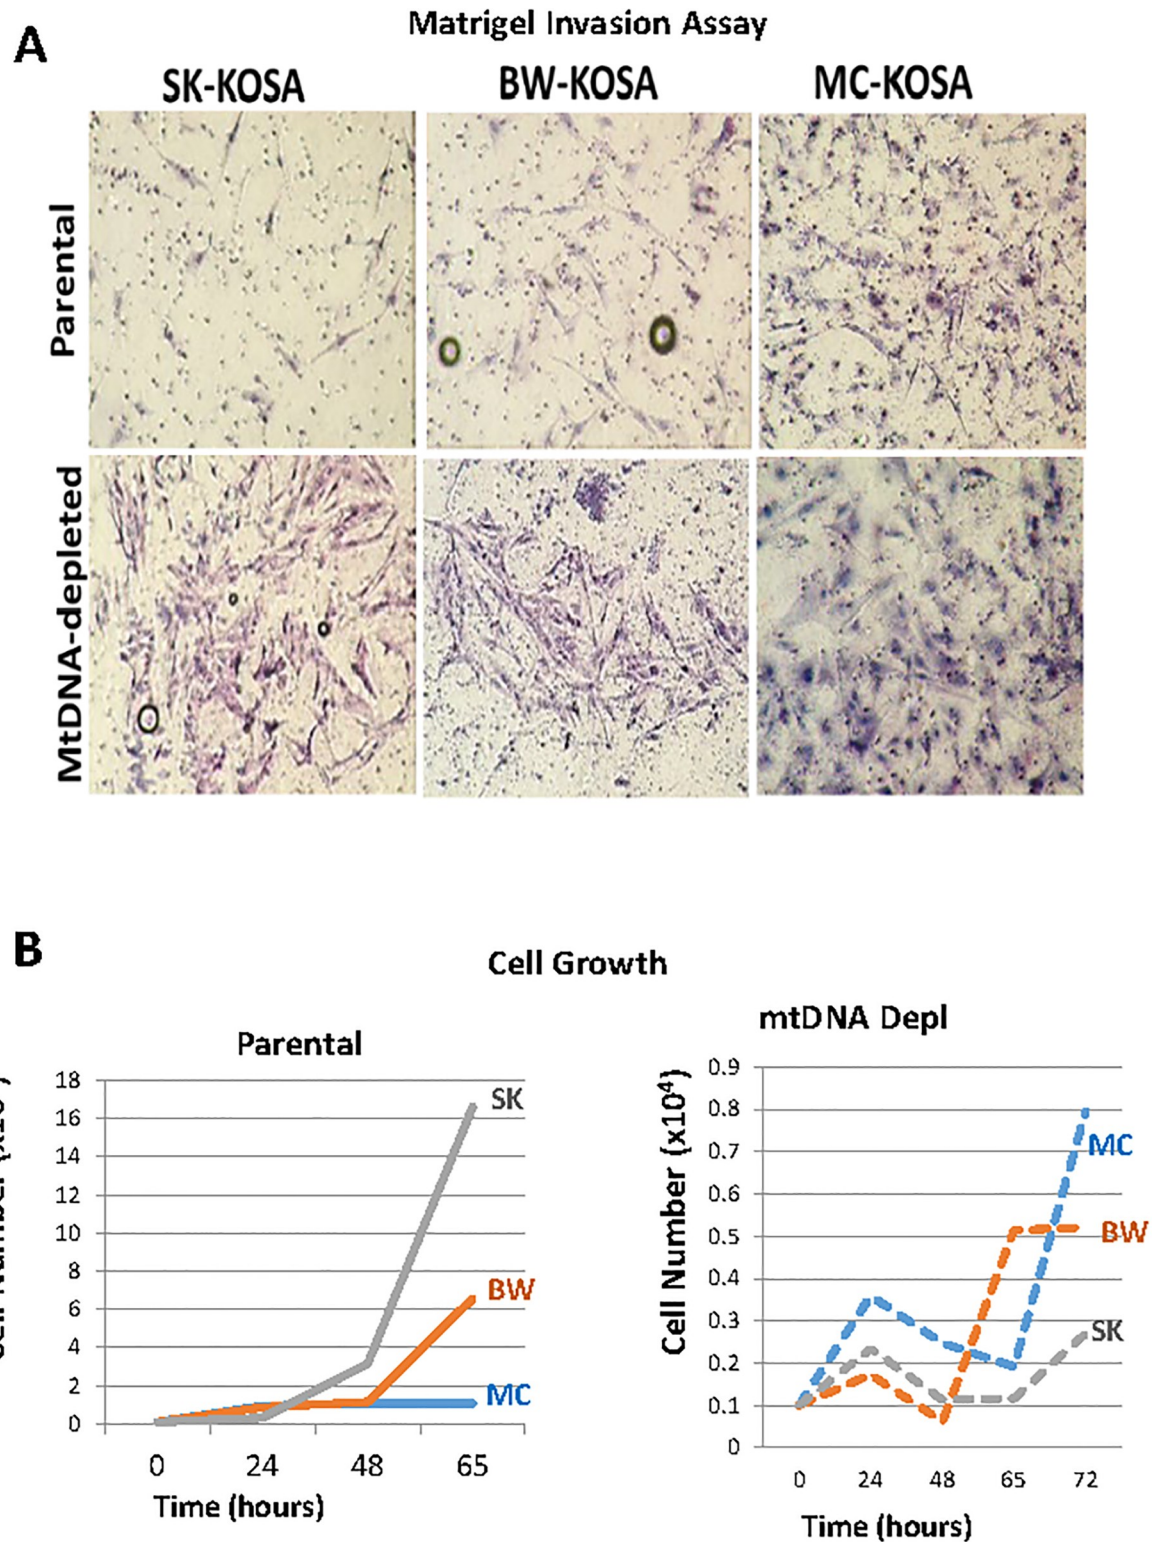 A
Matrigel Invasion Assay
SK-KOSA
BW-KOSA
MC-KOSA
Parental
MtDNA-depleted
B
Cell Growth
Parental
18
16
14
12
10
8
6
4
2
0
SK
BW
MC
0 24 48 65
Time (hours)
mtDNA Depl
Cell Number (x10⁴)
0.9
0.8
0.7
0.6
0.5
0.4
0.3
0.2
0.1
0
MC
BW
SK
0 24 48 65 72
Time (hours)